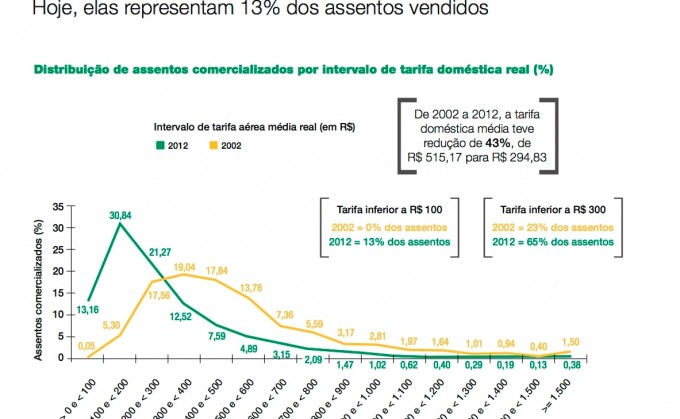 Hoje, elas representam 13% dos assentos vendidos
Distribuição de assentos comercializados por intervalo de tarifa doméstica real (%)
De 2002 a 2012, a tarifa
doméstica média teve
redução de 43%, de
R$ 515,17 para R$ 294,83
Intervalo de tarifa aérea média real (em R$)
2012 2002
Tarifa inferior a R$ 100
2002 = 0% dos assentos
2012 = 13% dos assentos
Tarifa inferior a R$ 300
2002 = 23% dos assentos
2012 = 65% dos assentos
Assentos comercializados (%)
35
30
25
20
15
10
5
0
30,84
21,27
19,04
17,84
13,78
7,36
5,59
3,17
2,81
1,97
1,64
1,01
0,94
0,40
1,50
13,16
5,30
0,05
17,56
12,52
7,59
4,89
3,15
2,09
1,47
1,02
0,62
0,40
0,29
0,19
0,13
0,38
> 0 e < 100
100 e < 200
200 e < 300
300 e < 400
400 e < 500
500 e < 600
600 e < 700
700 e < 800
800 e < 900
900 e < 1.000
000 e < 1.100
100 e < 1.200
200 e < 1.300
300 e < 1.400
400 e < 1.500
>= 1.500